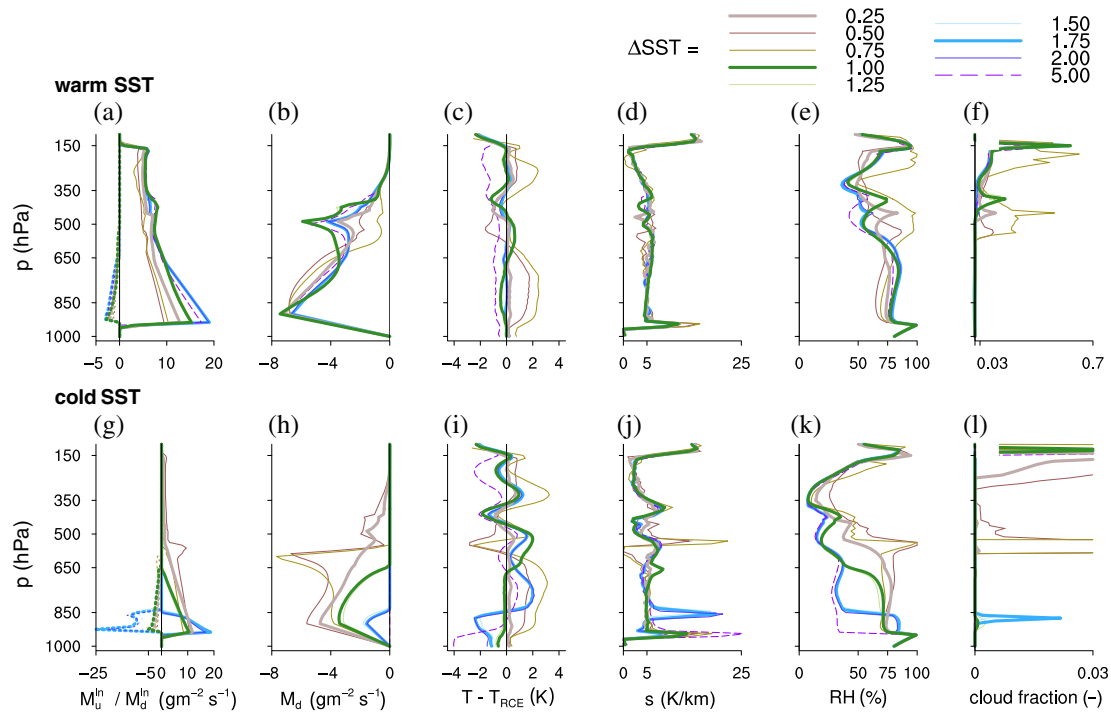 ΔSST =
0.25
0.50
0.75
1.00
1.25
1.50
1.75
2.00
5.00
warm SST
(a) (b) (c) (d) (e) (f)
p (hPa)
150
350
500
650
850
1000
−5 0 10 20
−8 −4 0
−4 −2 0 2 4
0 5 25
0 50 75 100
0.03 0.7
cold SST
(g) (h) (i) (j) (k) (l)
p (hPa)
150
350
500
650
850
1000
−25 −50 10 20
−8 −4 0
−4 −2 0 2 4
0 5 25
0 50 75 100
0 0.03
M_u^In / M_d^In (gm−2 s−1)
M_d (gm−2 s−1)
T - T_RCE (K)
s (K/km)
RH (%)
cloud fraction (-)